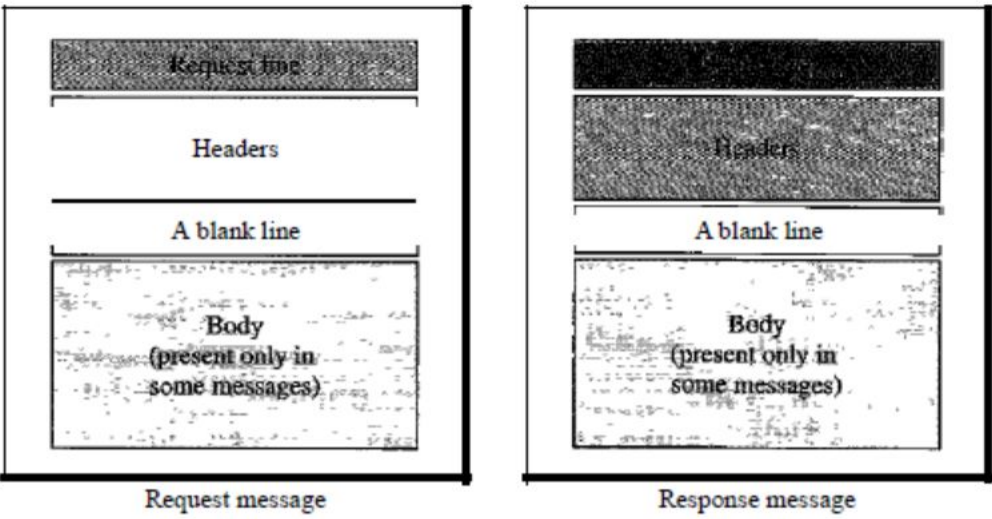 Request line
Headers
A blank line
Body
(present only in
some messages)
Request message
Headers
A blank line
Body
(present only in
some messages)
Response message